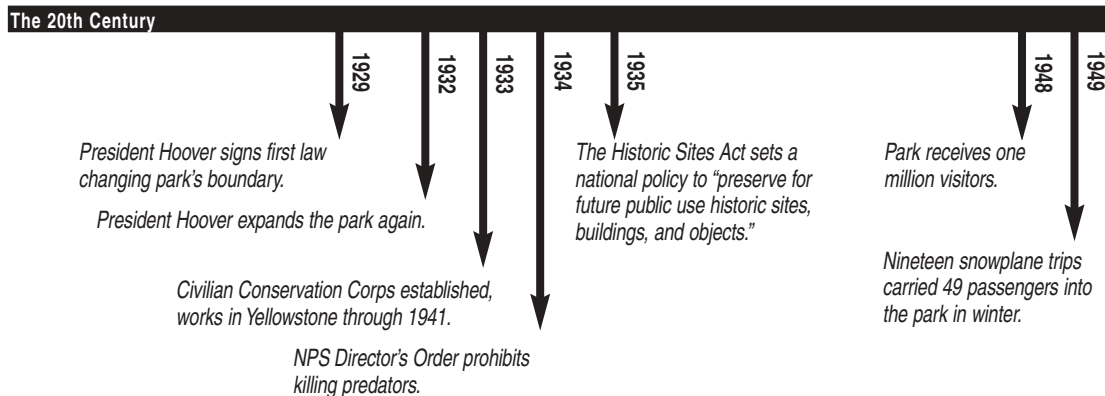 The 20th Century
1929
President Hoover signs first law
changing park’s boundary.
1932
President Hoover expands the park again.
1933
Civilian Conservation Corps established,
works in Yellowstone through 1941.
1934
NPS Director’s Order prohibits
killing predators.
1935
The Historic Sites Act sets a
national policy to “preserve for
future public use historic sites,
buildings, and objects.”
1948
Park receives one
million visitors.
1949
Nineteen snowplane trips
carried 49 passengers into
the park in winter.